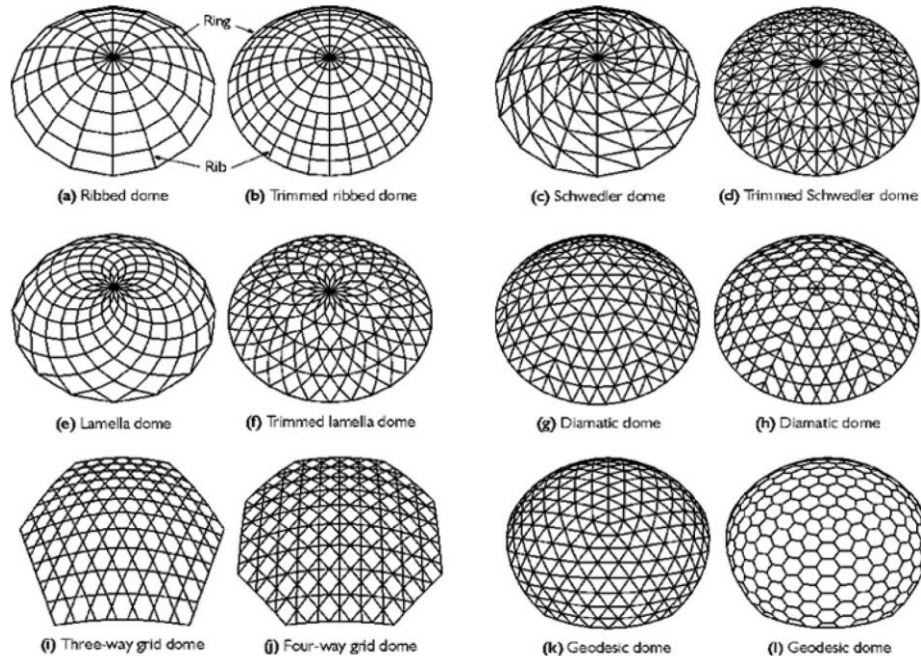 Ring
Rib
(a) Ribbed dome
(b) Trimmed ribbed dome
(c) Schwedler dome
(d) Trimmed Schwedler dome
(e) Lamella dome
(f) Trimmed lamella dome
(g) Diamatic dome
(h) Diamatic dome
(i) Three-way grid dome
(j) Four-way grid dome
(k) Geodesic dome
(l) Geodesic dome